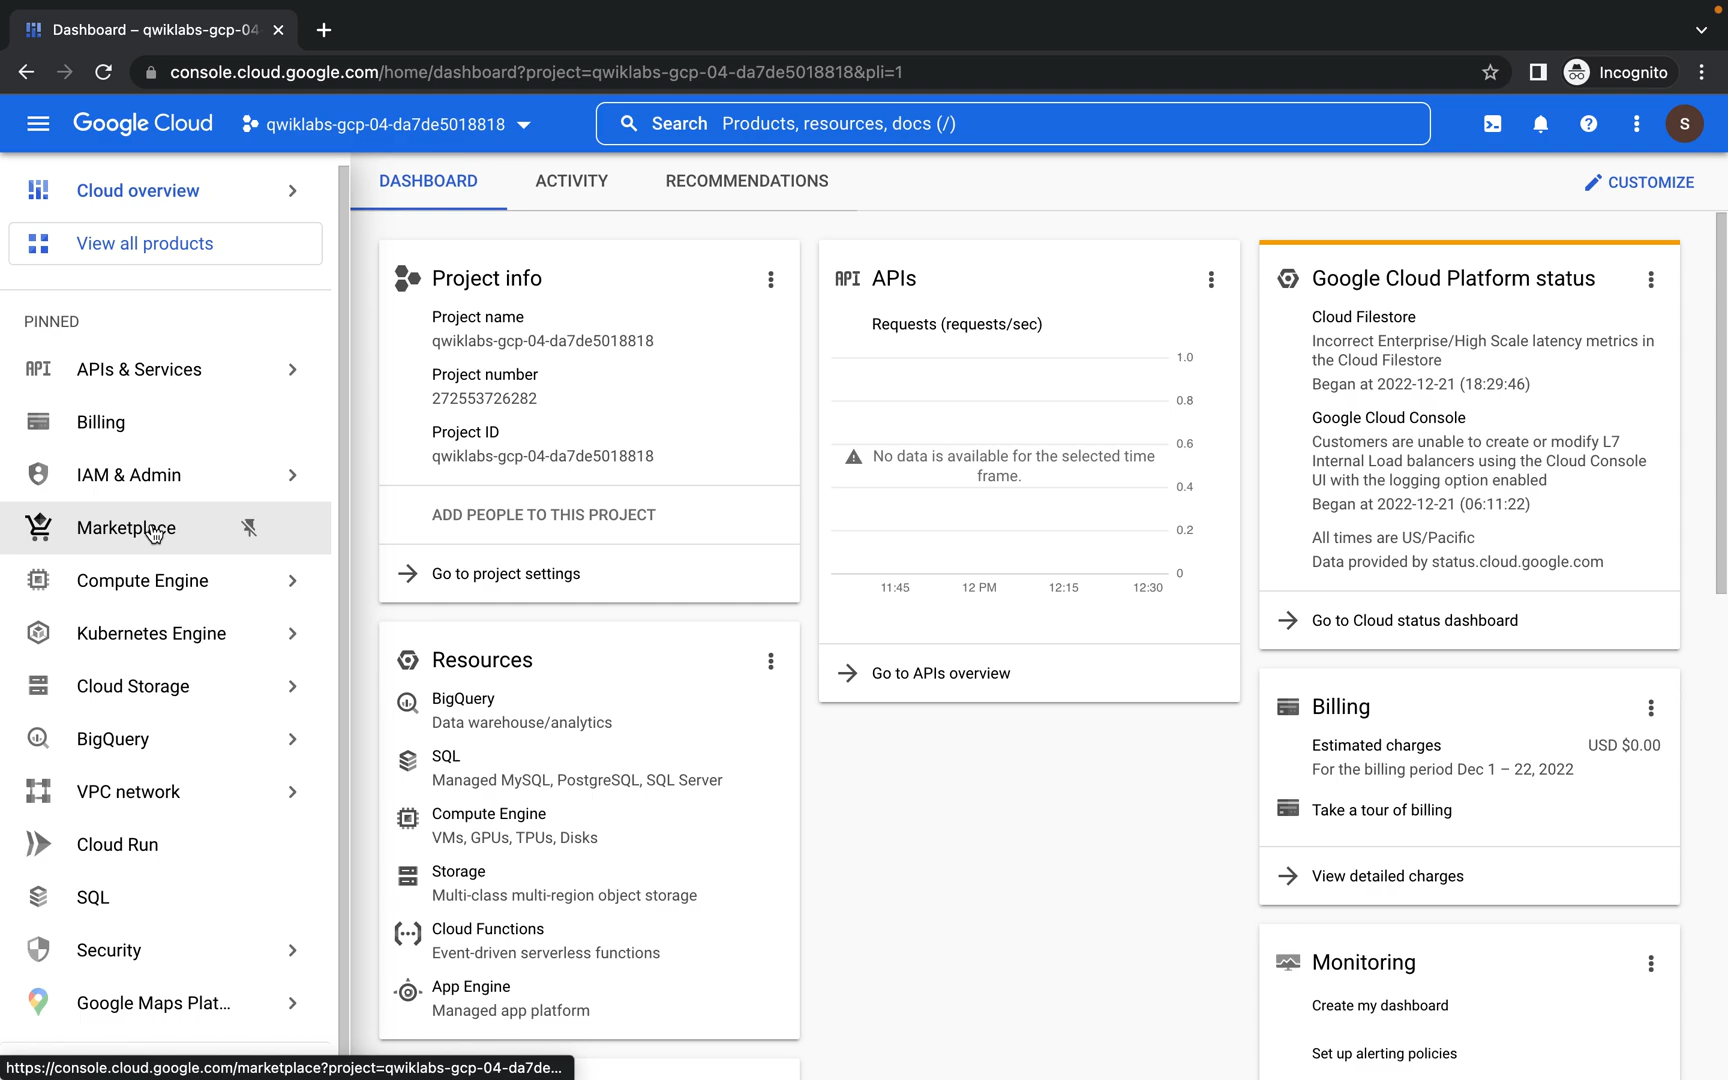 Dashboard – qwiklabs-gcp-04
console.cloud.google.com/home/dashboard?project=qwiklabs-gcp-04-da7de5018818&pli=1
Incognito
Google Cloud
qwiklabs-gcp-04-da7de5018818
Search Products, resources, docs (/)
S
Cloud overview
View all products
PINNED
API APIs & Services
Billing
IAM & Admin
Marketplace
Compute Engine
Kubernetes Engine
Cloud Storage
BigQuery
VPC network
Cloud Run
SQL
Security
Google Maps Plat...
https://console.cloud.google.com/marketplace?project=qwiklabs-gcp-04-da7de...
DASHBOARD
ACTIVITY
RECOMMENDATIONS
CUSTOMIZE
Project info
Project name
qwiklabs-gcp-04-da7de5018818
Project number
272553726282
Project ID
qwiklabs-gcp-04-da7de5018818
ADD PEOPLE TO THIS PROJECT
Go to project settings
Resources
BigQuery
Data warehouse/analytics
SQL
Managed MySQL, PostgreSQL, SQL Server
Compute Engine
VMs, GPUs, TPUs, Disks
Storage
Multi-class multi-region object storage
Cloud Functions
Event-driven serverless functions
App Engine
Managed app platform
API APIs
Requests (requests/sec)
1.0
0.8
0.6
No data is available for the selected time
frame.
0.4
0.2
0
11:45 12 PM 12:15 12:30
Go to APIs overview
Google Cloud Platform status
Cloud Filestore
Incorrect Enterprise/High Scale latency metrics in
the Cloud Filestore
Began at 2022-12-21 (18:29:46)
Google Cloud Console
Customers are unable to create or modify L7
Internal Load balancers using the Cloud Console
UI with the logging option enabled
Began at 2022-12-21 (06:11:22)
All times are US/Pacific
Data provided by status.cloud.google.com
Go to Cloud status dashboard
Billing
Estimated charges USD $0.00
For the billing period Dec 1 – 22, 2022
Take a tour of billing
View detailed charges
Monitoring
Create my dashboard
Set up alerting policies